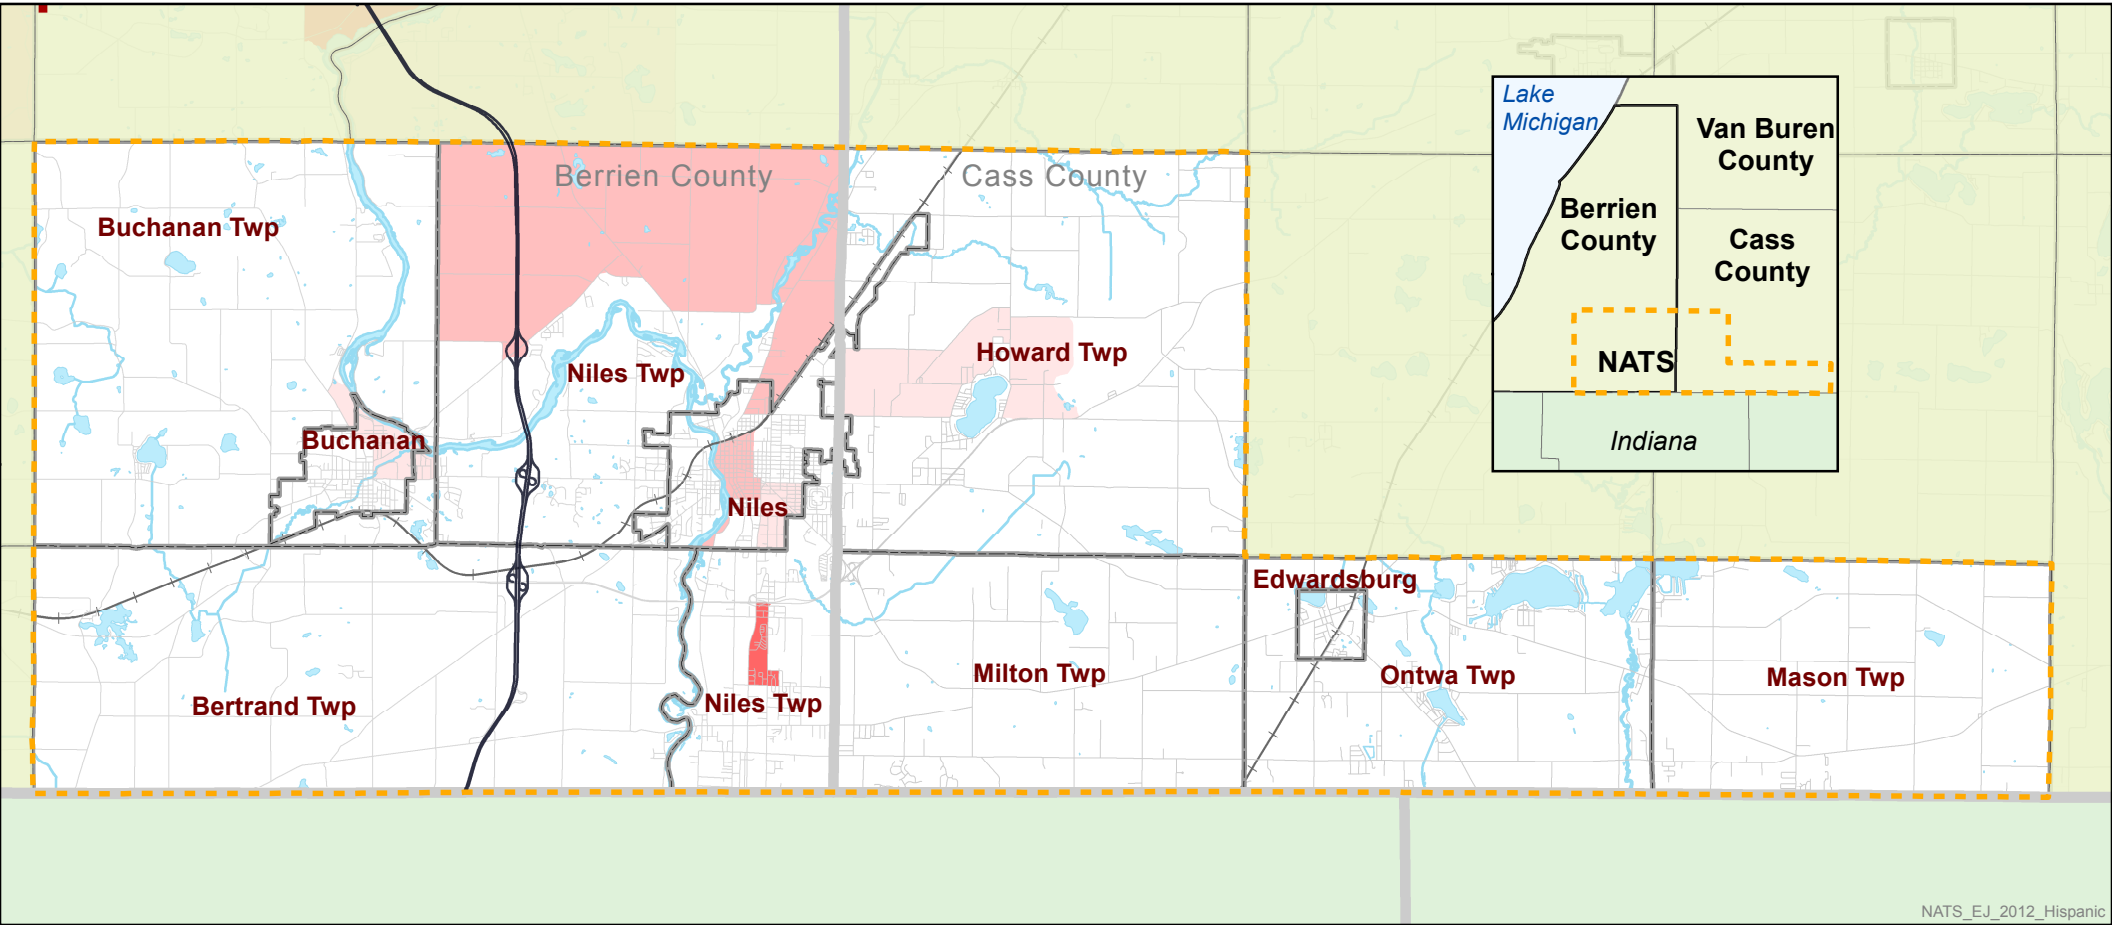 Berrien County
Cass County
Buchanan Twp
Niles Twp
Howard Twp
Buchanan
Niles
Edwardsburg
Bertrand Twp
Niles Twp
Milton Twp
Ontwa Twp
Mason Twp
Lake
Michigan
Van Buren
County
Berrien
County
Cass
County
NATS
Indiana
NATS_EJ_2012_Hispanic